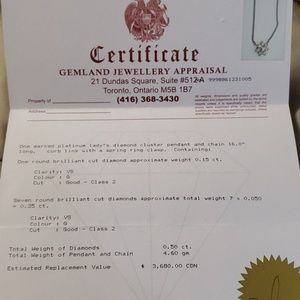 Certificate
GEMLAND JEWELLERY APPRAISAL
21 Dundas Square, Suite #512-A 9998861231005
Toronto, Ontario M5B 1B7
Property of (416) 368-3430
Address
One marked platinum lady's diamond cluster pendant and chain 16.0"
long, curb link with a spring ring clasp. Containing:
One round brilliant cut diamond approximate weight 0.15 ct.
Clarity: VS
Colour : G
Cut : Good - Class 2
Seven round brilliant cut diamonds approximate total weight 7 x 0.050
= 0.35 ct.
Clarity: VS
Colour : G
Cut : Good - Class 2
Total Weight of Diamonds 0.50 ct.
Total Weight of Pendant and Chain 4.60 gm
Estimated Replacement Value $ 3,680.00 CDN